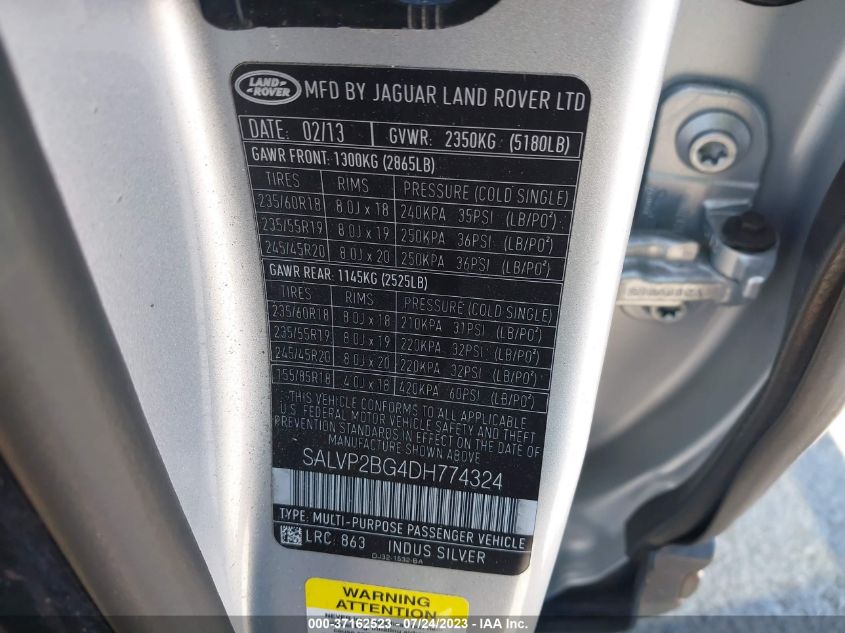 LAND ROVER MFD BY JAGUAR LAND ROVER LTD
DATE: 02/13 GVWR: 2350KG (5180LB)
GAWR FRONT: 1300KG (2865LB)
TIRES RIMS PRESSURE (COLD SINGLE)
235/60R18 8.0J x 18 240KPA 35PSI (LB/PO²)
235/55R19 8.0J x 19 250KPA 36PSI (LB/PO²)
245/45R20 8.0J x 20 250KPA 36PSI (LB/PO²)
GAWR REAR: 1145KG (2525LB)
TIRES RIMS PRESSURE (COLD SINGLE)
235/60R18 8.0J x 18 210KPA 31PSI (LB/PO²)
235/55R19 8.0J x 19 220KPA 32PSI (LB/PO²)
245/45R20 8.0J x 20 220KPA 32PSI (LB/PO²)
155/85R18 4.0J x 18 420KPA 60PSI (LB/PO²)
THIS VEHICLE CONFORMS TO ALL APPLICABLE
U.S. FEDERAL MOTOR VEHICLE SAFETY AND THEFT
PREVENTION STANDARDS IN EFFECT ON THE DATE
OF MANUFACTURE SHOWN ABOVE
SALVP2BG4DH774324
TYPE: MULTI-PURPOSE PASSENGER VEHICLE
LRC: 863 INDUS SILVER
DJ32-1532-BA
WARNING
ATTENTION
000-37162523 - 07/24/2023 - IAA Inc.